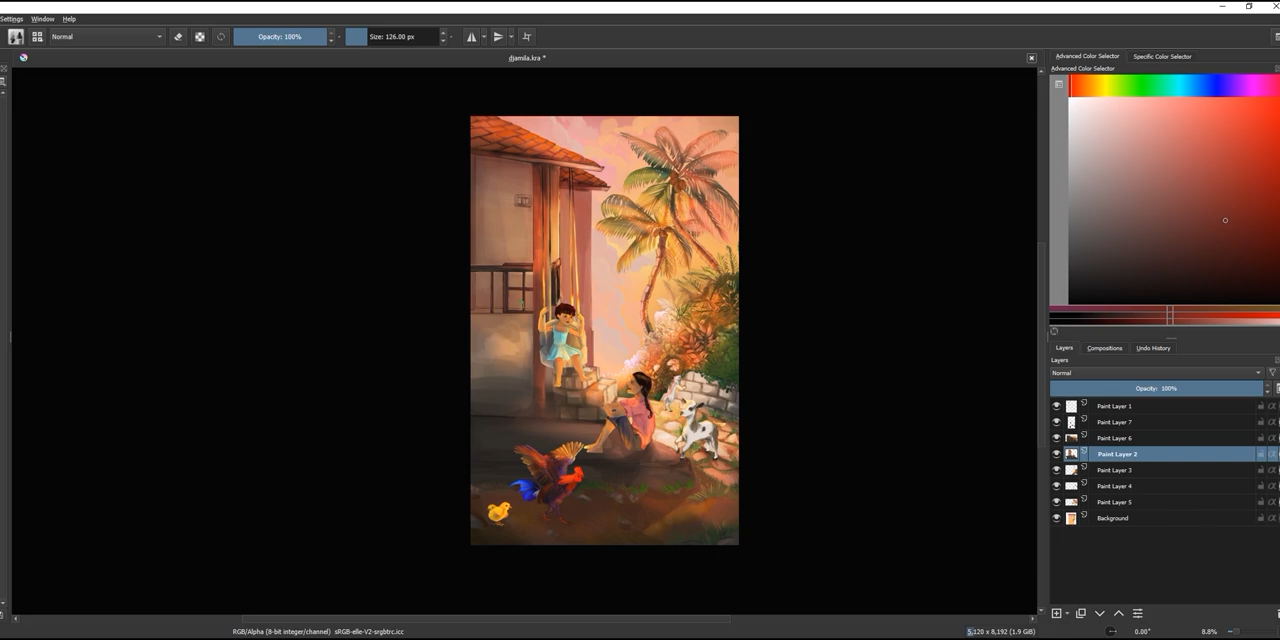 Settings Window Help
Normal Opacity: 100% Size: 126.00 px
djamila.kra *
Advanced Color Selector Specific Color Selector
Advanced Color Selector
Layers Compositions Undo History
Layers
Normal
Opacity: 100%
Paint Layer 1
Paint Layer 7
Paint Layer 6
Paint Layer 2
Paint Layer 3
Paint Layer 4
Paint Layer 5
Background
RGB/Alpha (8-bit integer/channel) sRGB-elle-V2-srgbtrc.icc 5,120 x 8,192 (1.9 GiB) 0.00° 8.8%